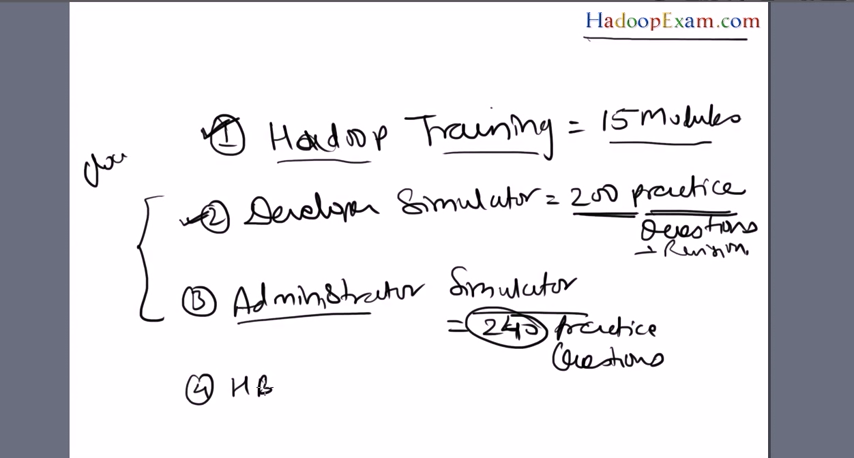 HadoopExam.com
① Hadoop Training = 15 Modules
② Developer Simulator = 200 practice
Questions
+ Revision.
③ Administrator Simulator
= 240 Practice
Questions
④ HB